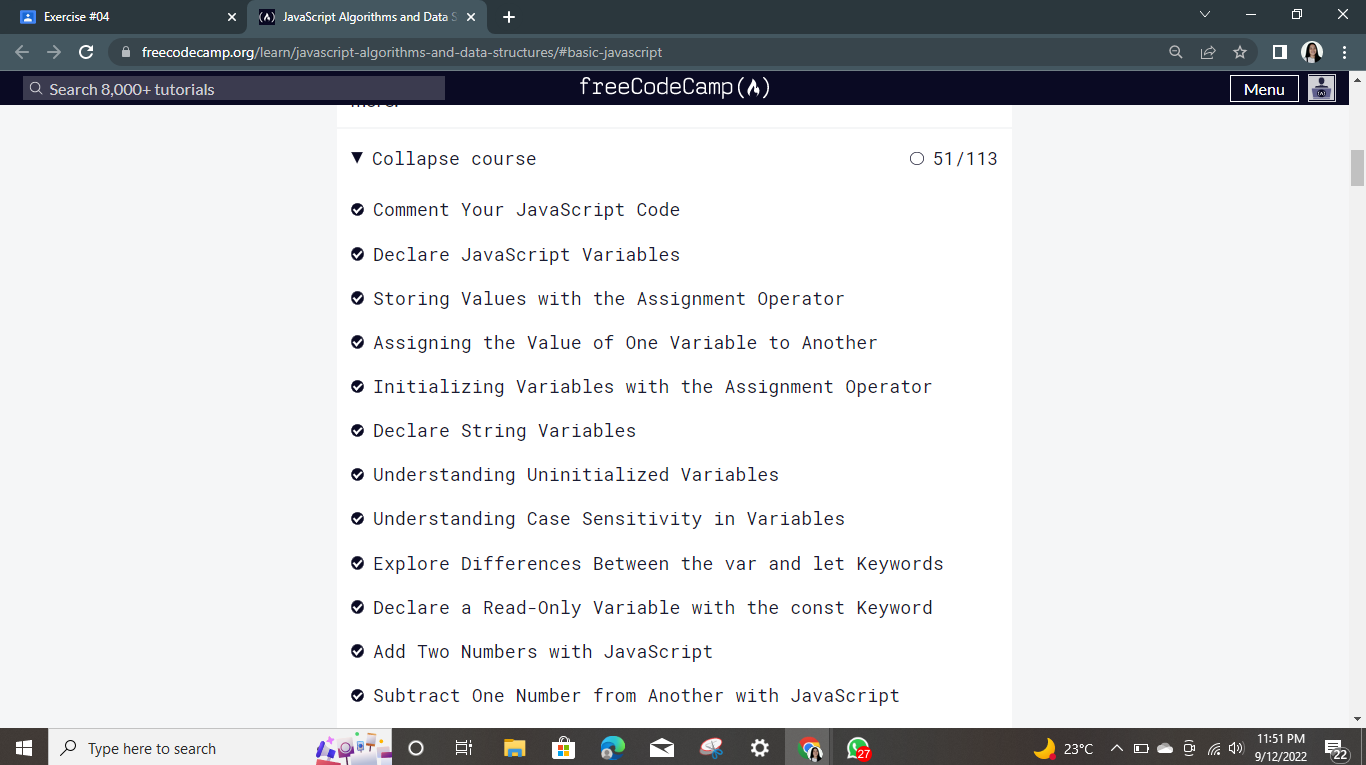 Exercise #04
JavaScript Algorithms and Data S
freecodecamp.org/learn/javascript-algorithms-and-data-structures/#basic-javascript
Search 8,000+ tutorials
freeCodeCamp
Menu
more.
Collapse course
51/113
Comment Your JavaScript Code
Declare JavaScript Variables
Storing Values with the Assignment Operator
Assigning the Value of One Variable to Another
Initializing Variables with the Assignment Operator
Declare String Variables
Understanding Uninitialized Variables
Understanding Case Sensitivity in Variables
Explore Differences Between the var and let Keywords
Declare a Read-Only Variable with the const Keyword
Add Two Numbers with JavaScript
Subtract One Number from Another with JavaScript
Type here to search
27
23°C
11:51 PM
9/12/2022
22